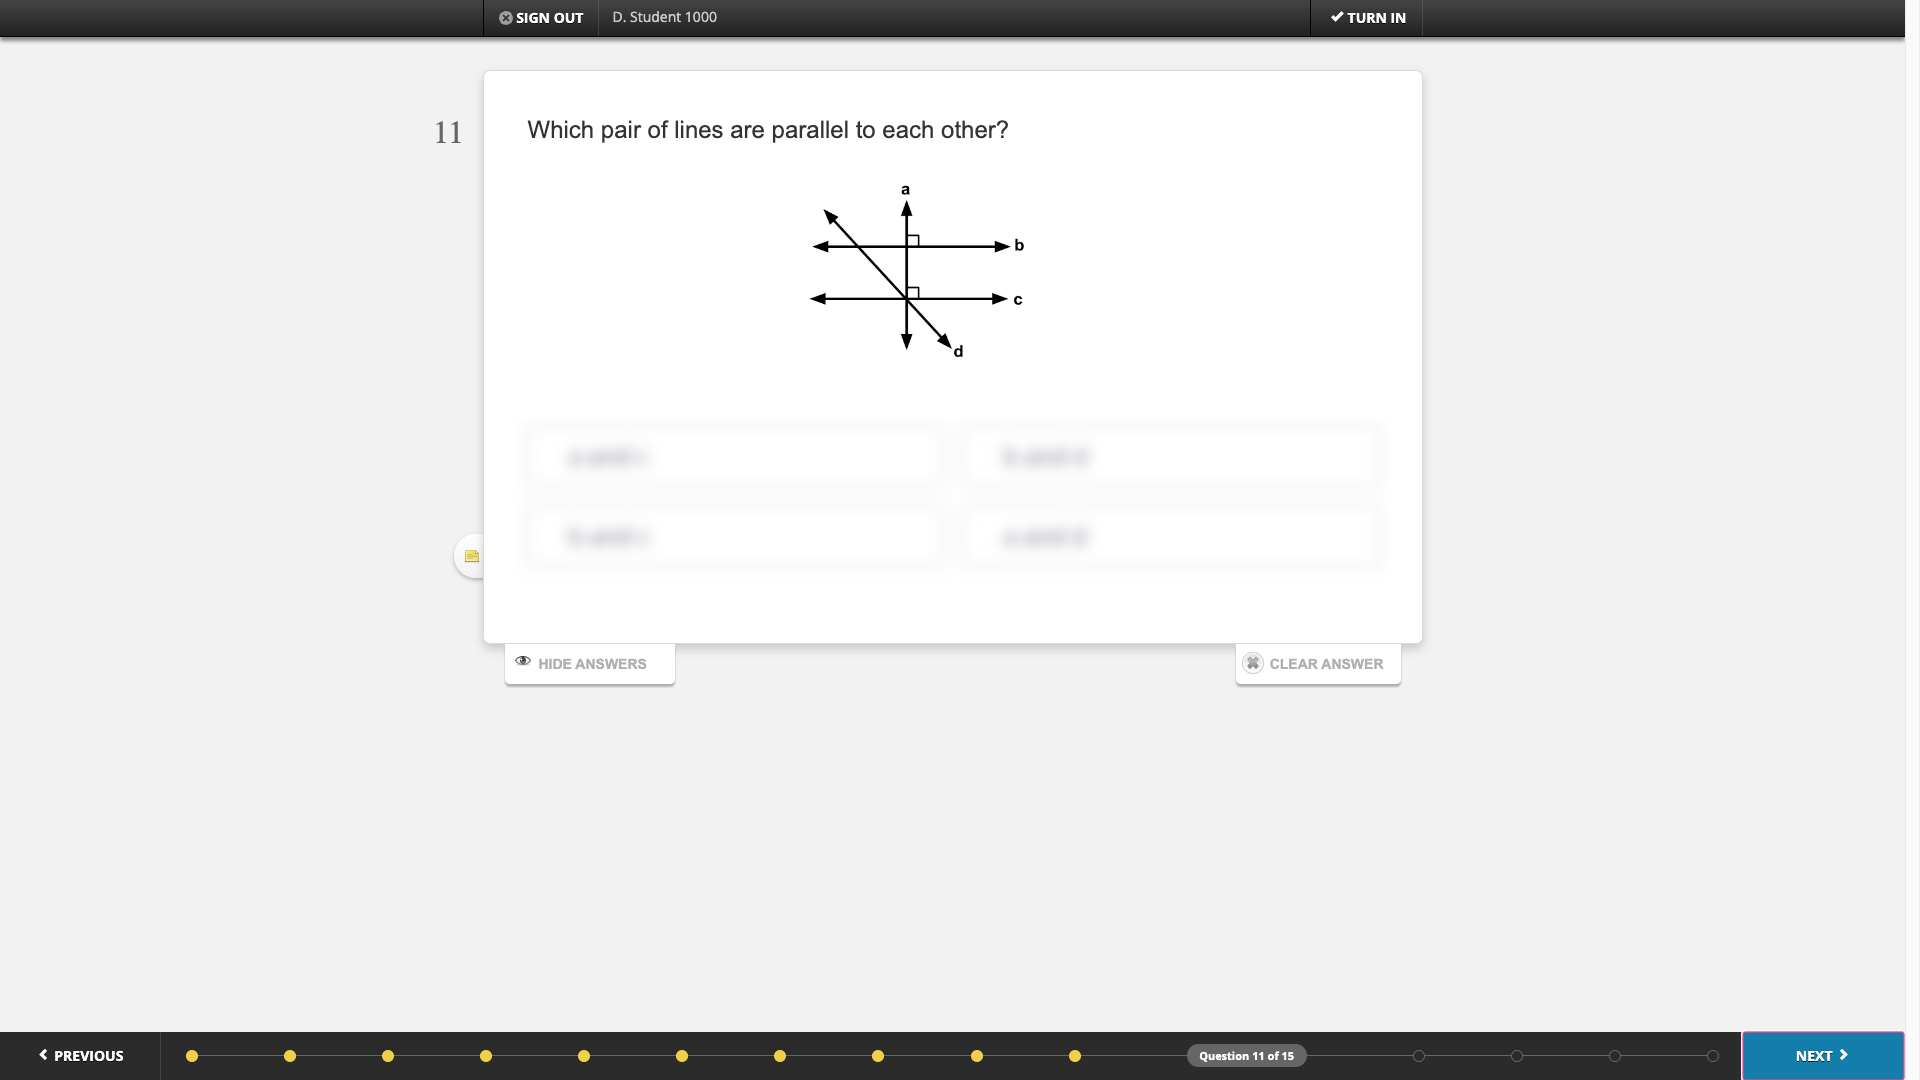 SIGN OUT
D. Student 1000
TURN IN
11
Which pair of lines are parallel to each other?
a
b
c
d
HIDE ANSWERS
CLEAR ANSWER
PREVIOUS
Question 11 of 15
NEXT